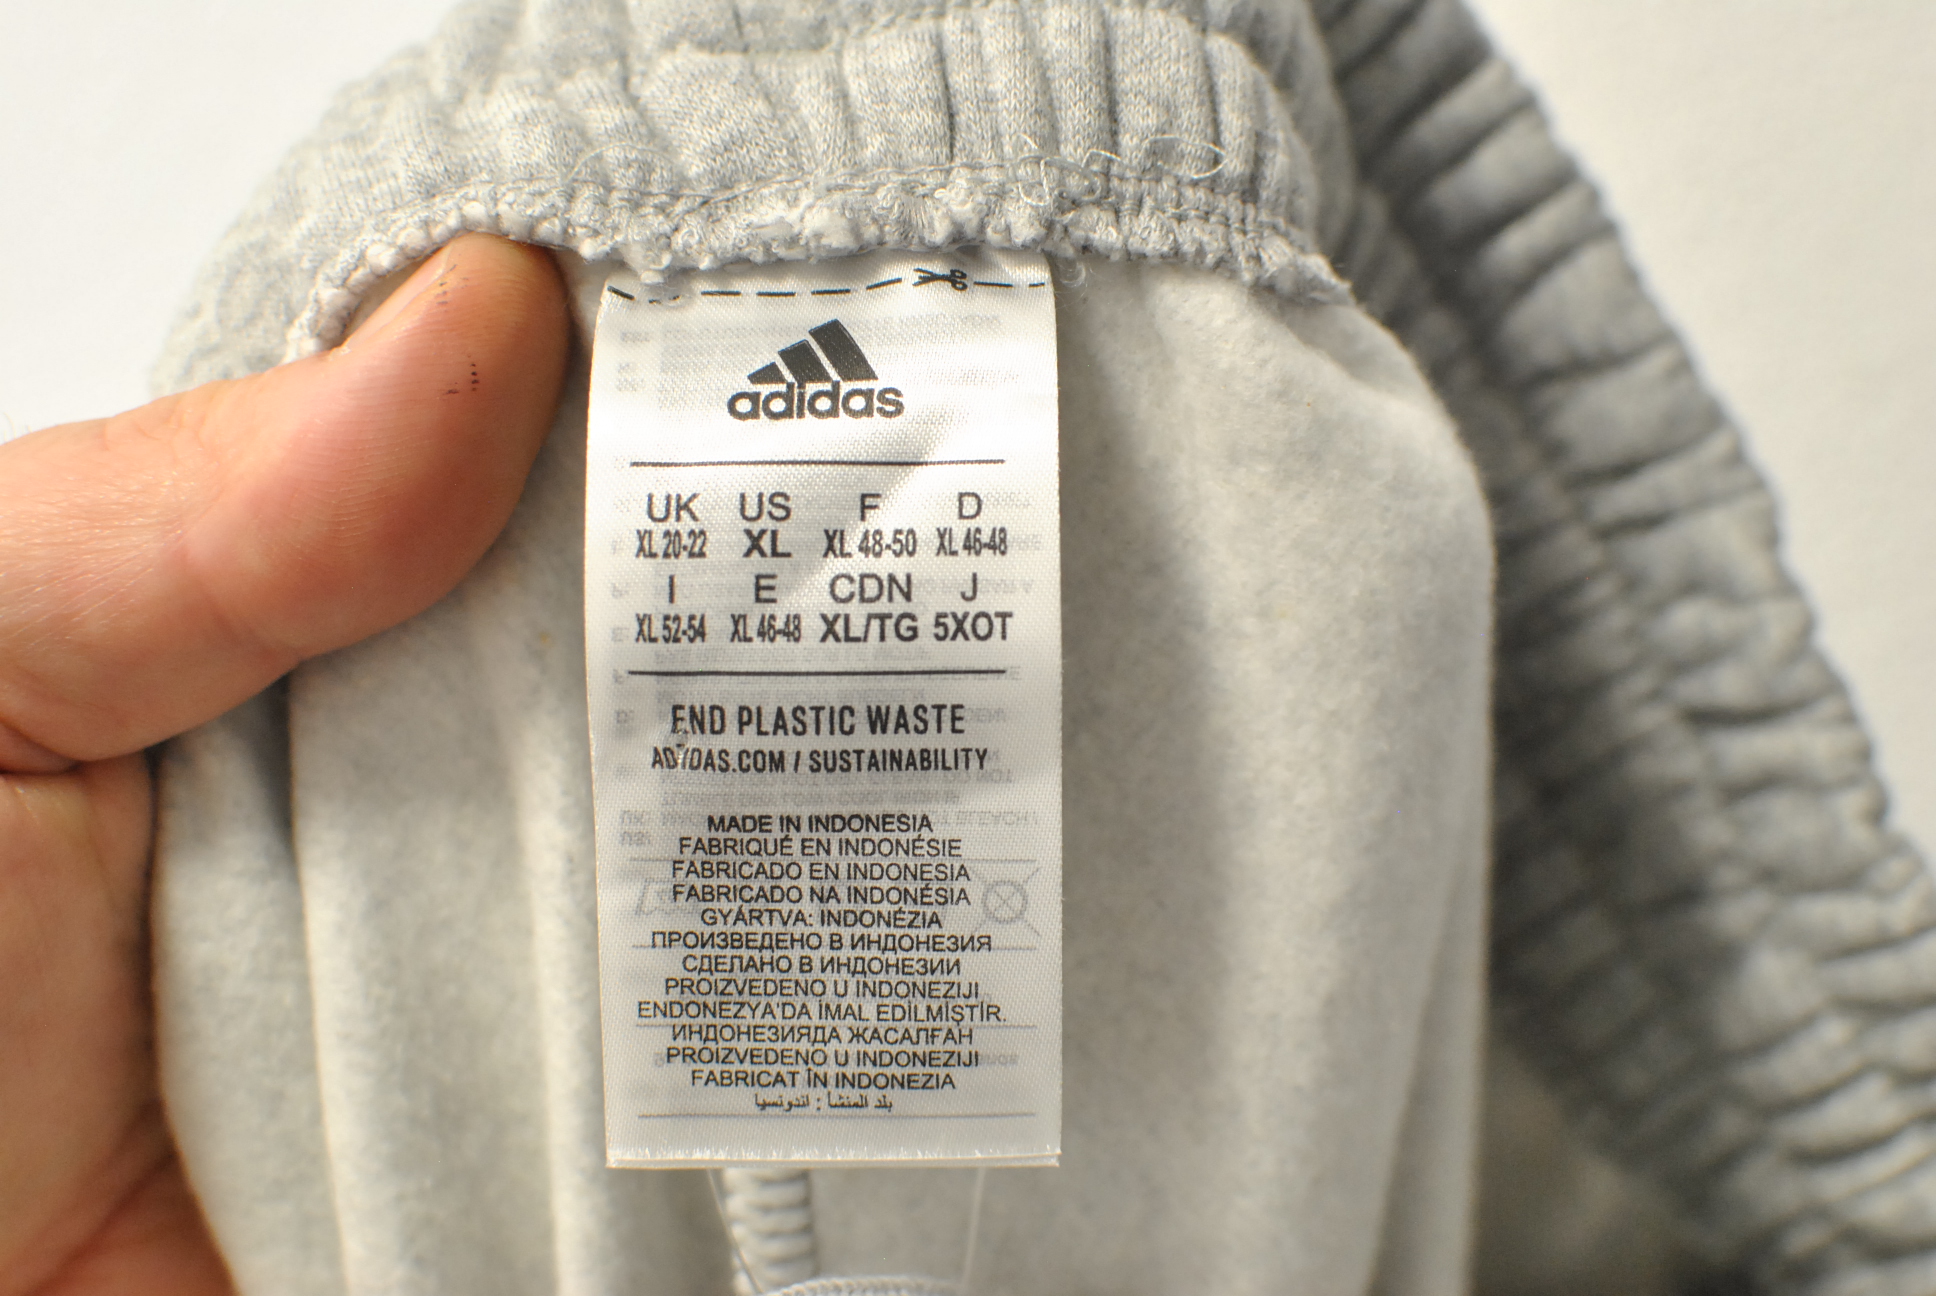 adidas
UK US F D
XL 20-22 XL XL 48-50 XL 46-48
I E CDN J
XL 52-54 XL 46-48 XL/TG 5XOT
END PLASTIC WASTE
ADIDAS.COM / SUSTAINABILITY
MADE IN INDONESIA
FABRIQUÉ EN INDONÉSIE
FABRICADO EN INDONESIA
FABRICADO NA INDONÉSIA
GYÁRTVA: INDONÉZIA
ПРОИЗВЕДЕНО В ИНДОНЕЗИЯ
СДЕЛАНО В ИНДОНЕЗИИ
PROIZVEDENO U INDONEZIJI
ENDONEZYA'DA İMAL EDİLMİŞTİR.
ИНДОНЕЗИЯДА ЖАСАЛҒАН
PROIZVEDENO U INDONEZIJI
FABRICAT ÎN INDONEZIA
بلد المنشأ : اندونسيا